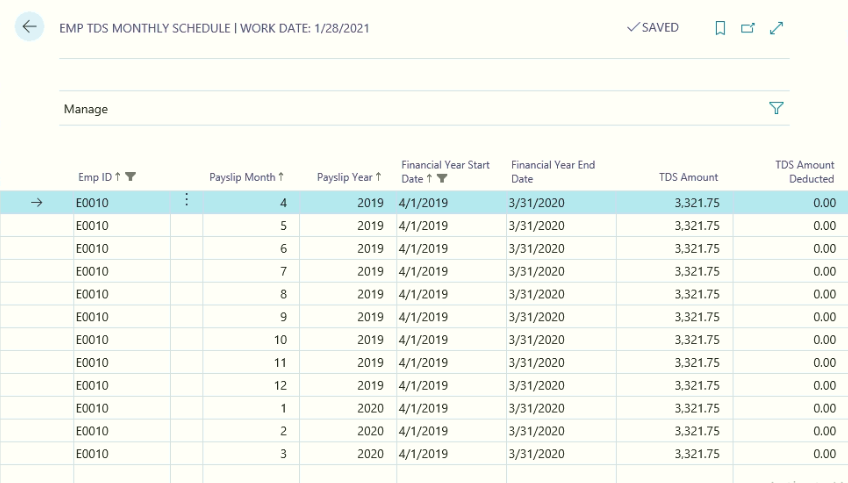 EMP TDS MONTHLY SCHEDULE | WORK DATE: 1/28/2021 ✓SAVED
Manage
Emp ID ↑ Payslip Month ↑ Payslip Year ↑ Financial Year Start Date ↑ Financial Year End Date TDS Amount TDS Amount Deducted
→ E0010 4 2019 4/1/2019 3/31/2020 3,321.75 0.00
E0010 5 2019 4/1/2019 3/31/2020 3,321.75 0.00
E0010 6 2019 4/1/2019 3/31/2020 3,321.75 0.00
E0010 7 2019 4/1/2019 3/31/2020 3,321.75 0.00
E0010 8 2019 4/1/2019 3/31/2020 3,321.75 0.00
E0010 9 2019 4/1/2019 3/31/2020 3,321.75 0.00
E0010 10 2019 4/1/2019 3/31/2020 3,321.75 0.00
E0010 11 2019 4/1/2019 3/31/2020 3,321.75 0.00
E0010 12 2019 4/1/2019 3/31/2020 3,321.75 0.00
E0010 1 2020 4/1/2019 3/31/2020 3,321.75 0.00
E0010 2 2020 4/1/2019 3/31/2020 3,321.75 0.00
E0010 3 2020 4/1/2019 3/31/2020 3,321.75 0.00